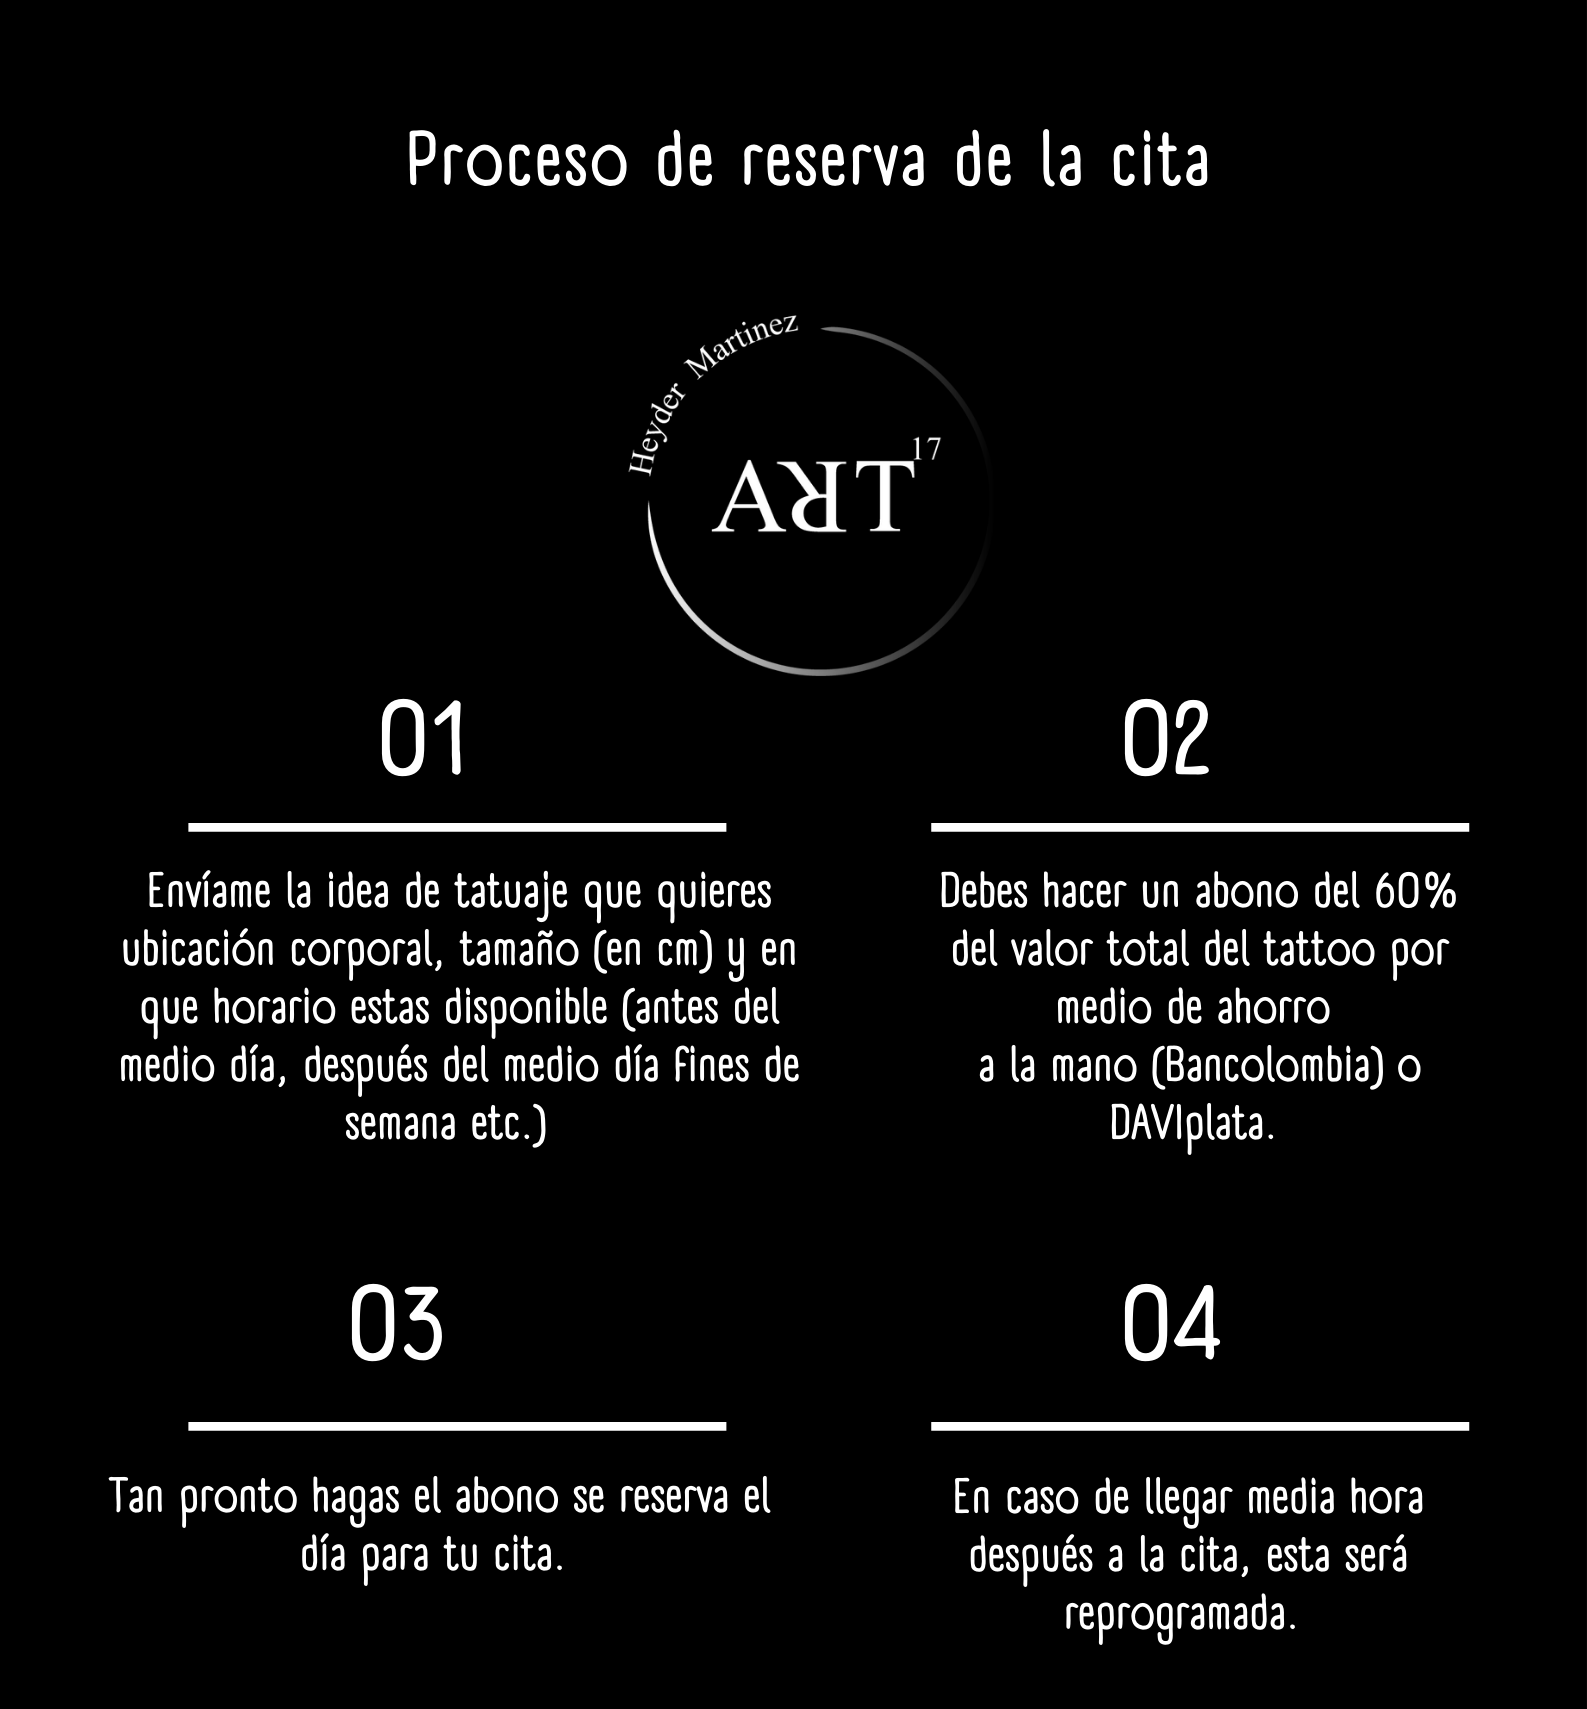 Proceso de reserva de la cita
Heyder Martinez
ART 17
01
Envíame la idea de tatuaje que quieres
ubicación corporal, tamaño (en cm) y en
que horario estas disponible (antes del
medio día, después del medio día fines de
semana etc.)
02
Debes hacer un abono del 60%
del valor total del tattoo por
medio de ahorro
a la mano (Bancolombia) o
DAVIplata.
03
Tan pronto hagas el abono se reserva el
día para tu cita.
04
En caso de llegar media hora
después a la cita, esta será
reprogramada.